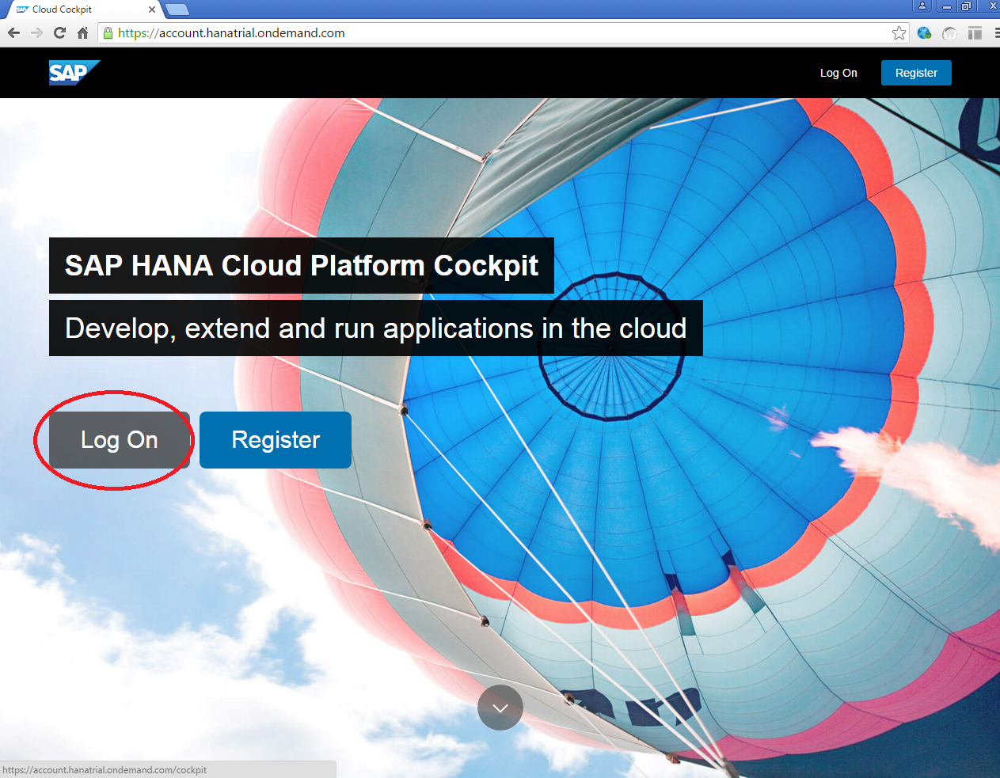 SAP Cloud Cockpit
https://account.hanatrial.ondemand.com
SAP
Log On
Register
SAP HANA Cloud Platform Cockpit
Develop, extend and run applications in the cloud
Log On
Register
https://account.hanatrial.ondemand.com/cockpit